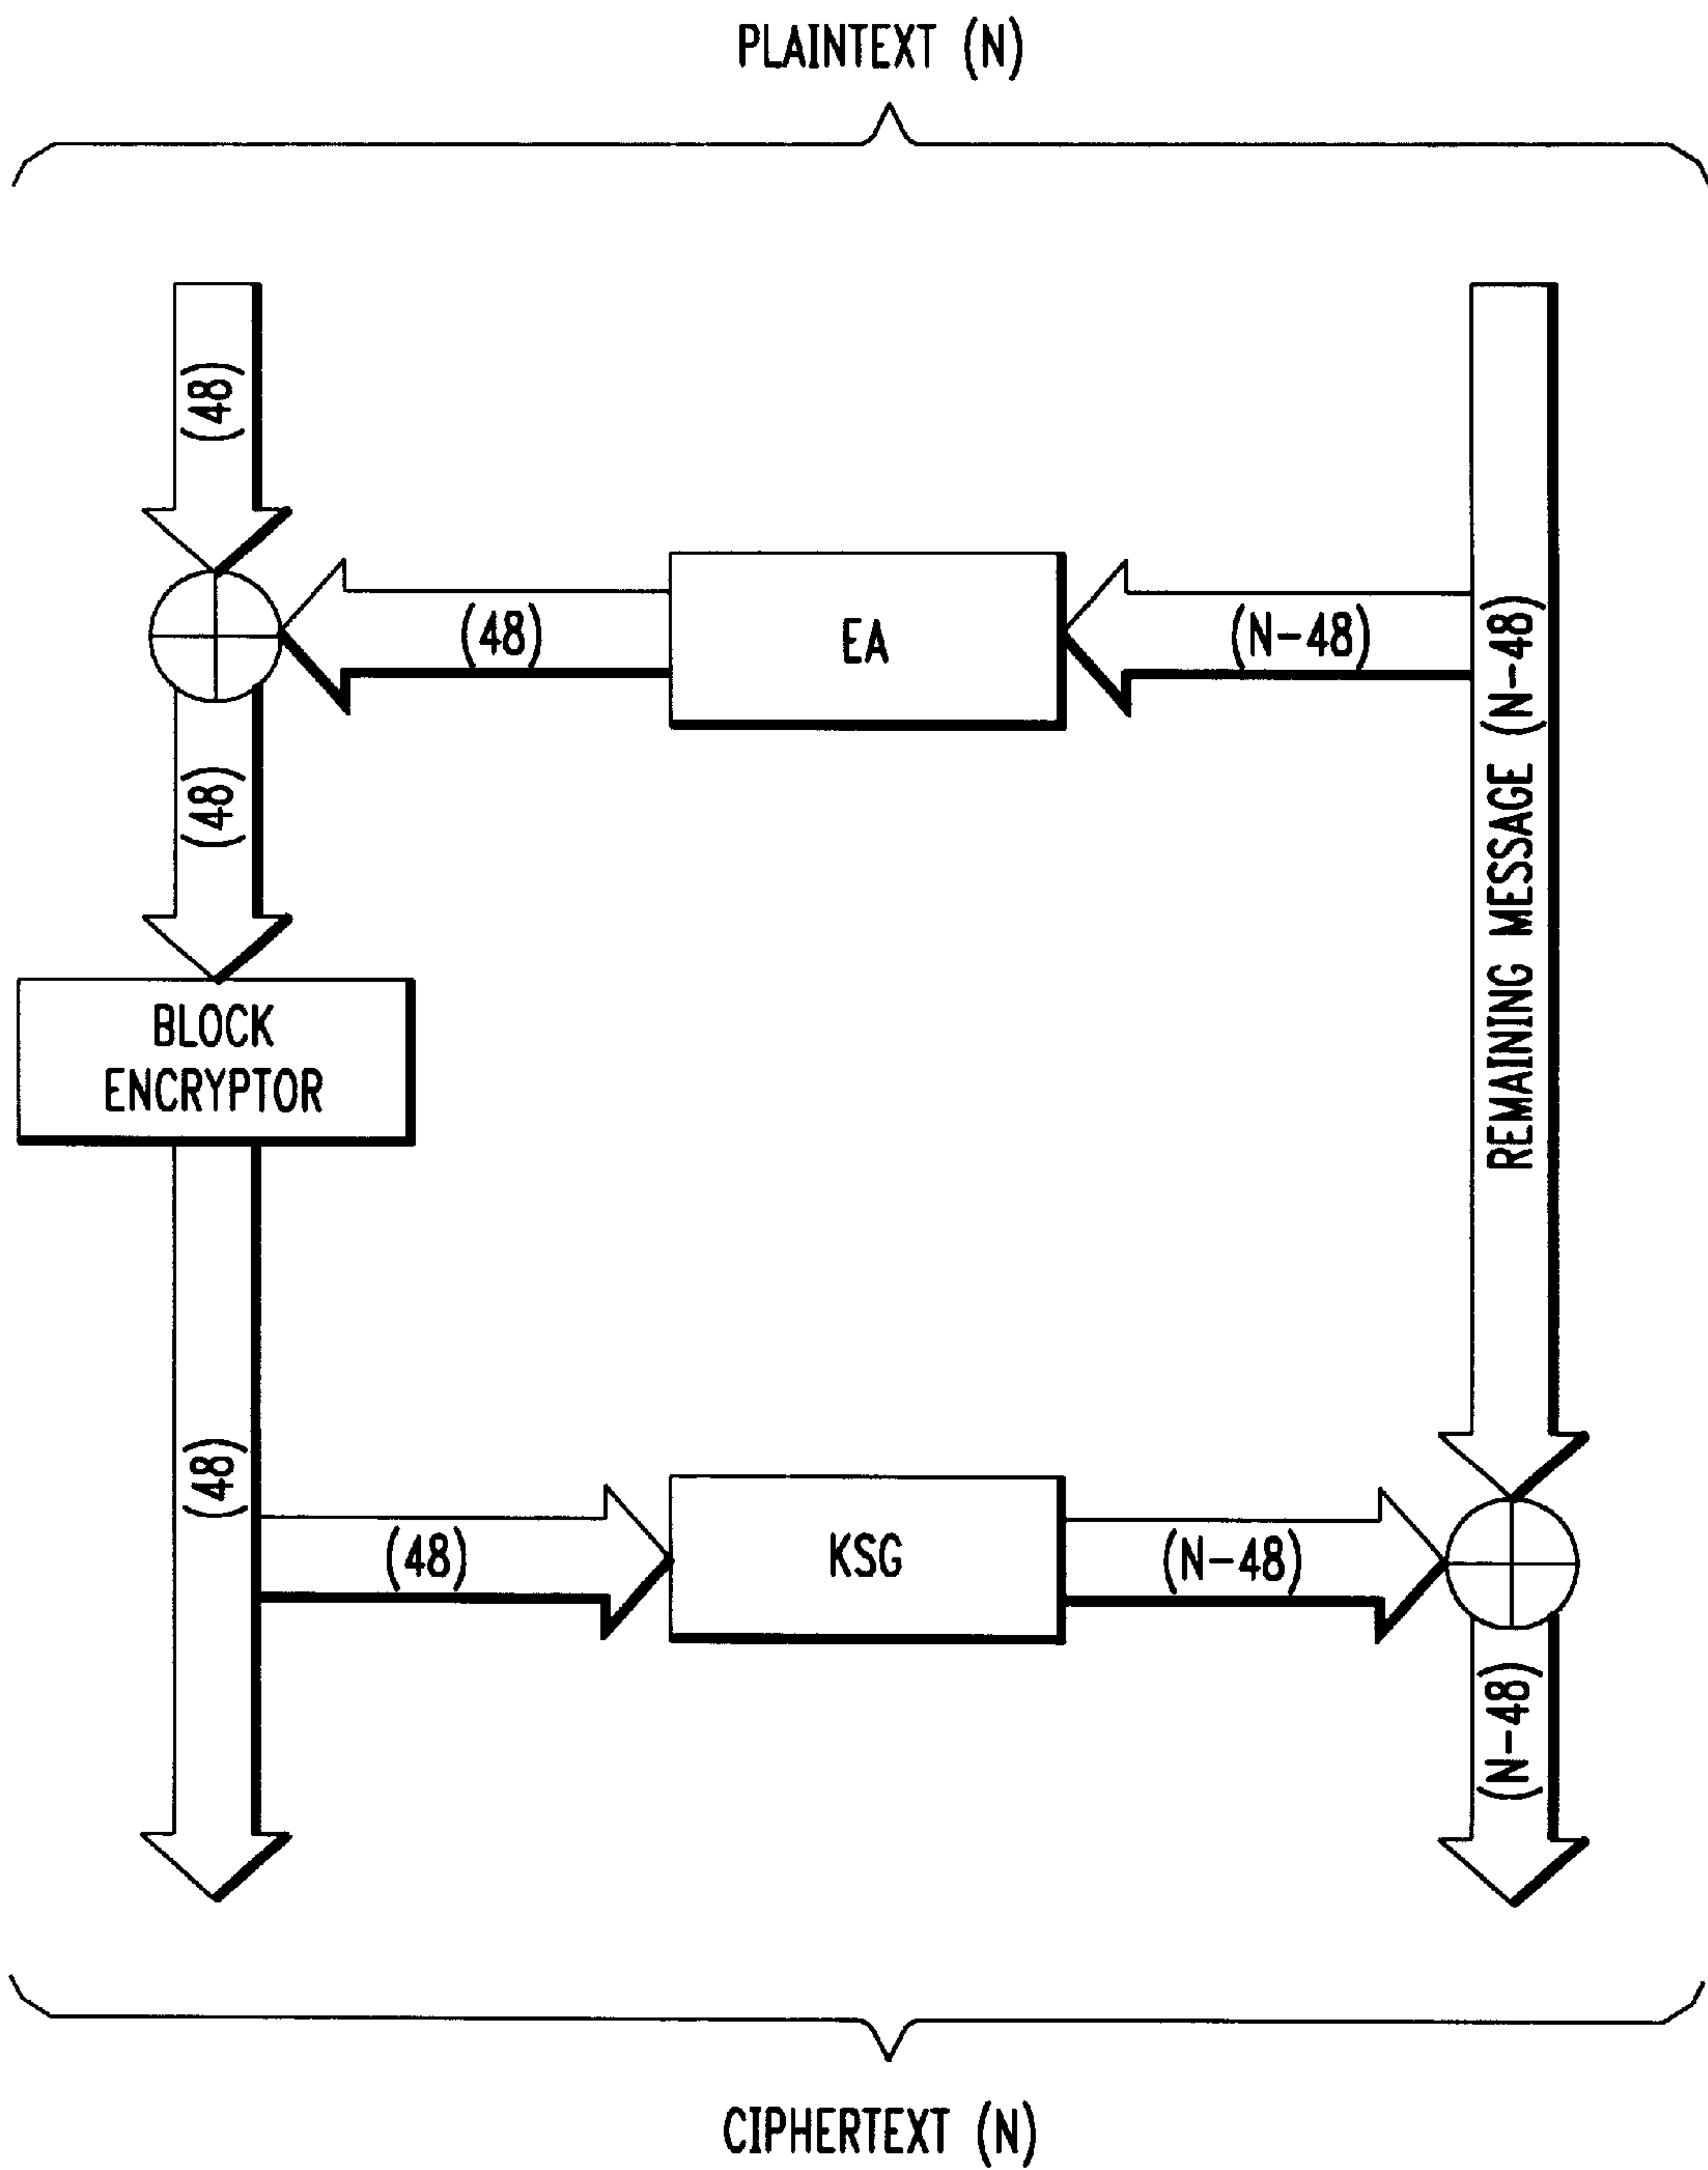 PLAINTEXT (N)
(48)
(48)
EA
(N-48)
REMAINING MESSAGE (N-48)
(48)
BLOCK
ENCRYPTOR
(48)
(48)
KSG
(N-48)
(N-48)
CIPHERTEXT (N)